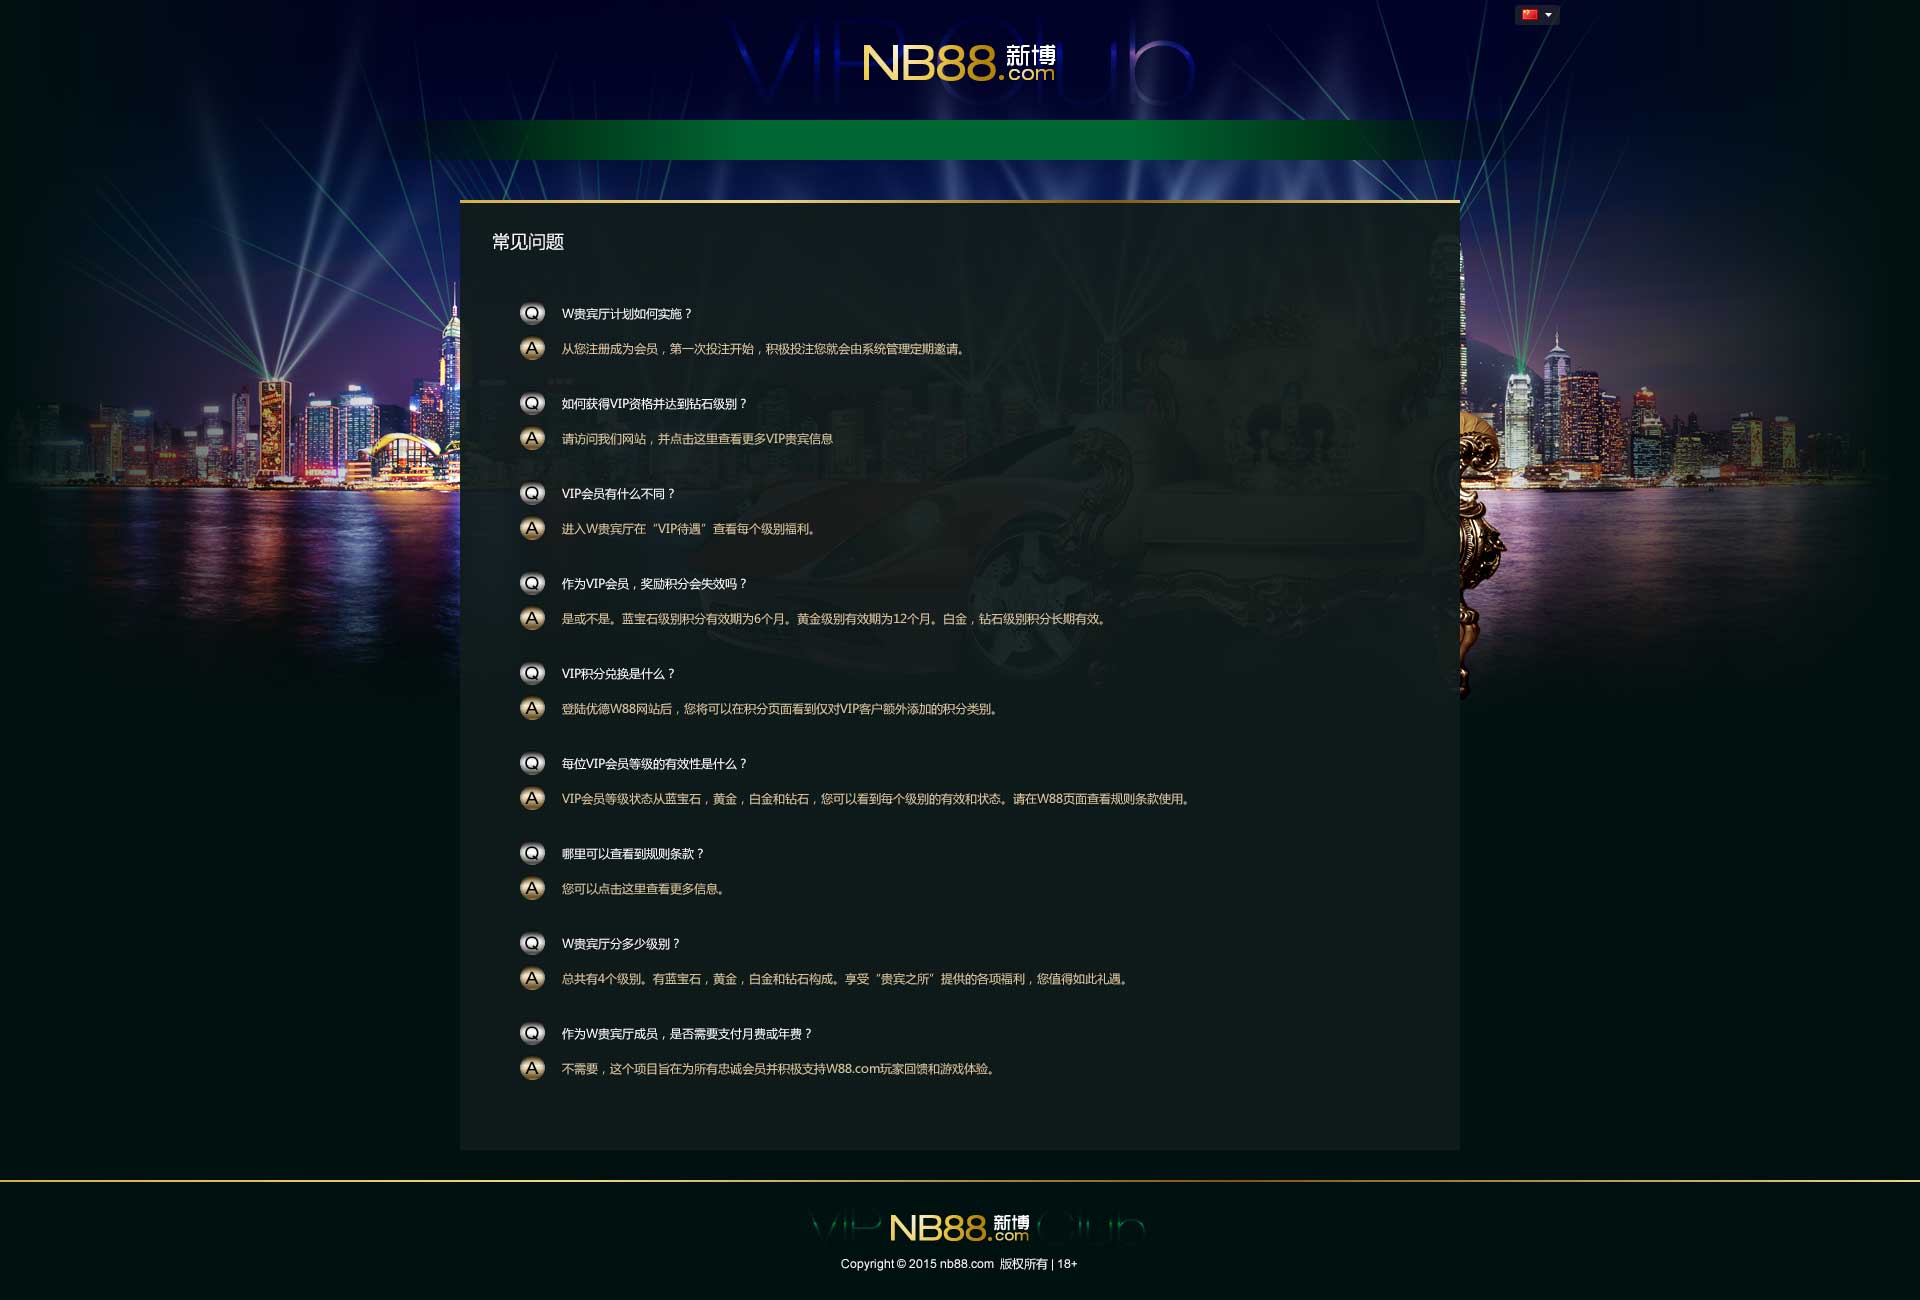 VIP Club
NB88.com 新博
常见问题
Q W贵宾厅计划如何实施？
A 从您注册成为会员，第一次投注开始，积极投注您就会由系统管理定期邀请。
Q 如何获得VIP资格并达到钻石级别？
A 请访问我们网站，并点击这里查看更多VIP贵宾信息
Q VIP会员有什么不同？
A 进入W贵宾厅在“VIP待遇”查看每个级别福利。
Q 作为VIP会员，奖励积分会失效吗？
A 是或不是。蓝宝石级别积分有效期为6个月。黄金级别有效期为12个月。白金，钻石级别积分长期有效。
Q VIP积分兑换是什么？
A 登陆优德W88网站后，您将可以在积分页面看到仅对VIP客户额外添加的积分类别。
Q 每位VIP会员等级的有效性是什么？
A VIP会员等级状态从蓝宝石，黄金，白金和钻石，您可以看到每个级别的有效和状态。请在W88页面查看规则条款使用。
Q 哪里可以查看到规则条款？
A 您可以点击这里查看更多信息。
Q W贵宾厅分多少级别？
A 总共有4个级别。有蓝宝石，黄金，白金和钻石构成。享受“贵宾之所”提供的各项福利，您值得如此礼遇。
Q 作为W贵宾厅成员，是否需要支付月费或年费？
A 不需要，这个项目旨在为所有忠诚会员并积极支持W88.com玩家回馈和游戏体验。
HITACHI
VIP NB88.com 新博 Club
Copyright © 2015 nb88.com 版权所有 | 18+